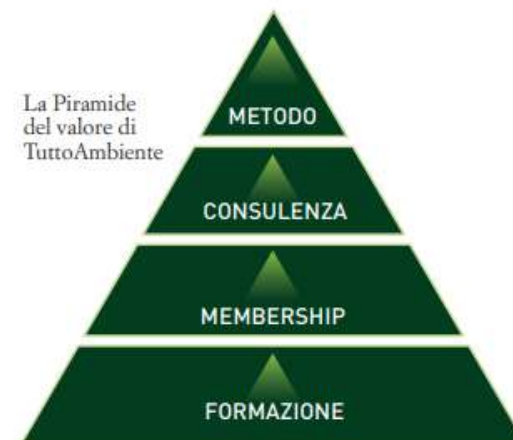 La Piramide
del valore di
TuttoAmbiente
METODO
CONSULENZA
MEMBERSHIP
FORMAZIONE